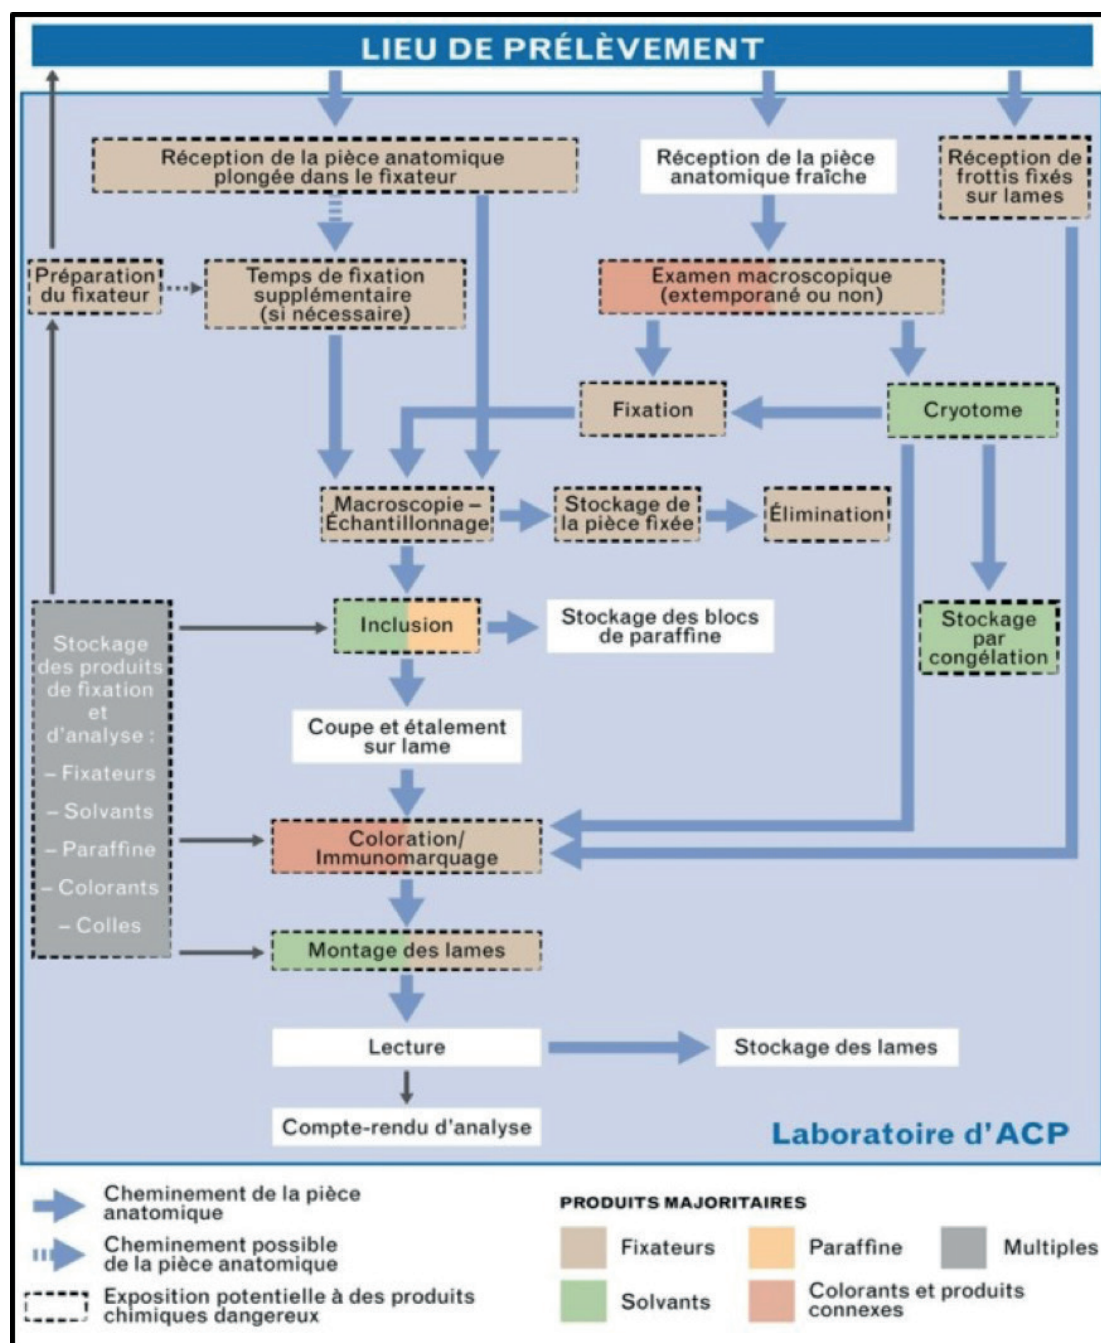 LIEU DE PRÉLÈVEMENT
Réception de la pièce anatomique
plongée dans le fixateur
Réception de la pièce
anatomique fraîche
Réception de
frottis fixés
sur lames
Préparation
du fixateur
Temps de fixation
supplémentaire
(si nécessaire)
Examen macroscopique
(extemporané ou non)
Fixation
Cryotome
Macroscopie –
Échantillonnage
Stockage de
la pièce fixée
Élimination
Inclusion
Stockage des blocs
de paraffine
Stockage
par
congélation
Stockage
des produits
de fixation
et
d'analyse :
– Fixateurs
– Solvants
– Paraffine
– Colorants
– Colles
Coupe et étalement
sur lame
Coloration/
Immunomarquage
Montage des lames
Lecture
Stockage des lames
Compte-rendu d'analyse
Laboratoire d'ACP
Cheminement de la pièce
anatomique
Cheminement possible
de la pièce anatomique
Exposition potentielle à des produits
chimiques dangereux
PRODUITS MAJORITAIRES
Fixateurs
Paraffine
Multiples
Solvants
Colorants et produits
connexes